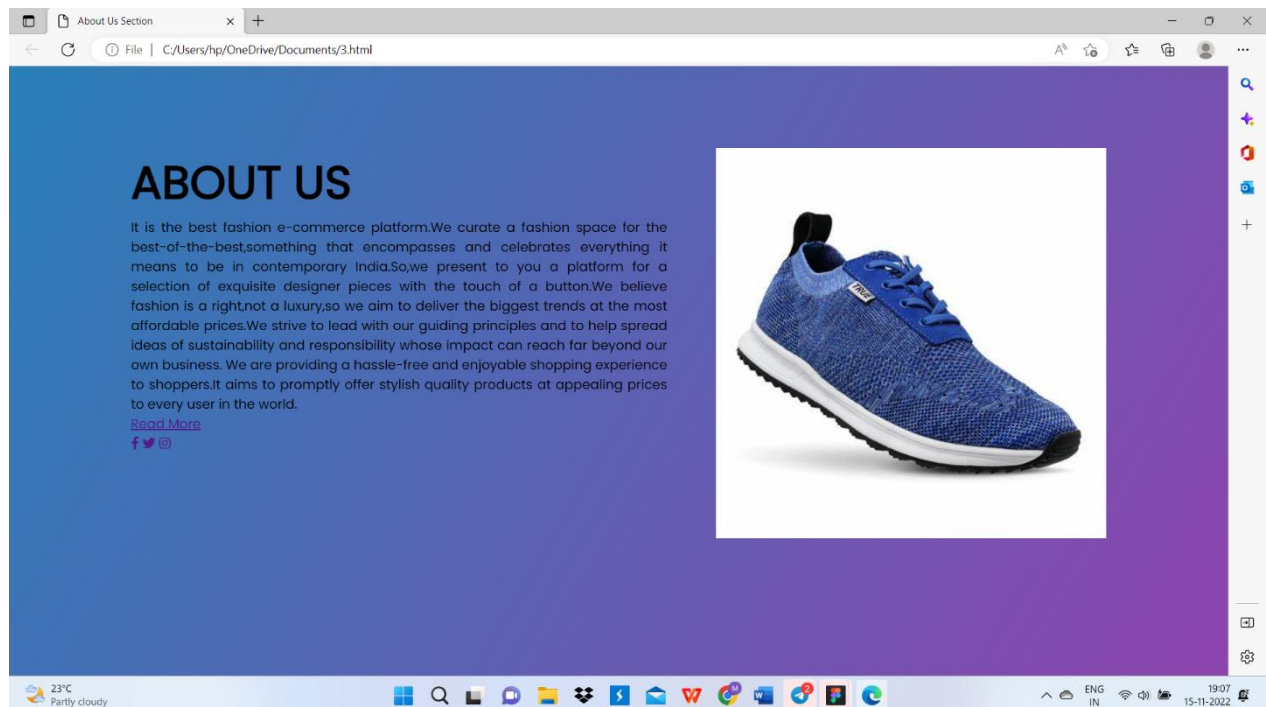 About Us Section
File | C:/Users/hp/OneDrive/Documents/3.html
ABOUT US
It is the best fashion e-commerce platform.We curate a fashion space for the
best-of-the-best,something that encompasses and celebrates everything it
means to be in contemporary India.So,we present to you a platform for a
selection of exquisite designer pieces with the touch of a button.We believe
fashion is a right,not a luxury,so we aim to deliver the biggest trends at the most
affordable prices.We strive to lead with our guiding principles and to help spread
ideas of sustainability and responsibility whose impact can reach far beyond our
own business. We are providing a hassle-free and enjoyable shopping experience
to shoppers.It aims to promptly offer stylish quality products at appealing prices
to every user in the world.
Read More
TRUE
23°C
Partly cloudy
ENG
IN
19:07
15-11-2022